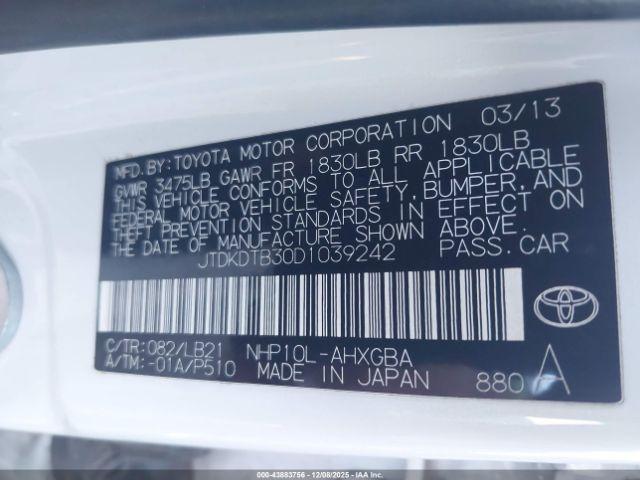 MFD.BY:TOYOTA MOTOR CORPORATION 03/13
GVWR 3475LB GAWR FR 1830LB RR 1830LB
THIS VEHICLE CONFORMS TO ALL APPLICABLE
FEDERAL MOTOR VEHICLE SAFETY,BUMPER,AND
THEFT PREVENTION STANDARDS IN EFFECT ON
THE DATE OF MANUFACTURE SHOWN ABOVE.
JTDKDTB30D1039242 PASS.CAR
C/TR:082/LB21 NHP10L-AHXGBA
A/TM:-01A/P510 MADE IN JAPAN 880 A
000-43883756 | 12/08/2025 - COPART/IAA